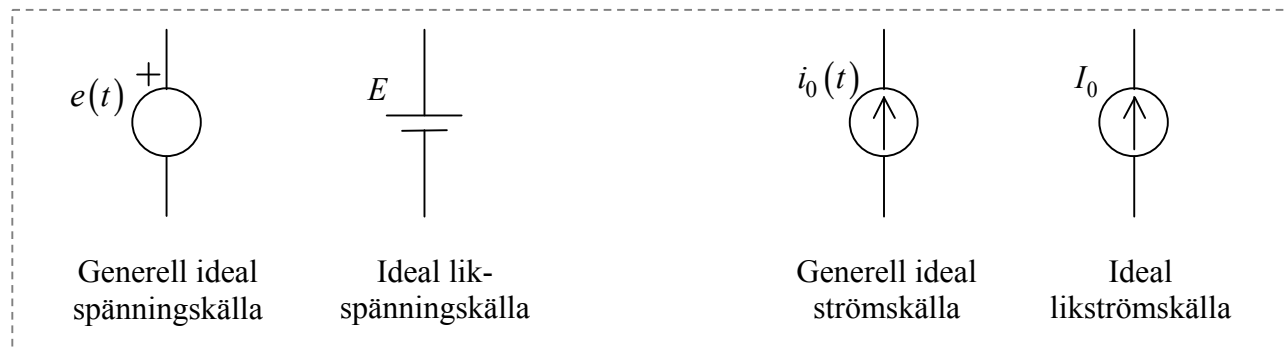 +
e(t)
E
i₀(t)
I₀
Generell ideal
spänningskälla
Ideal lik-
spänningskälla
Generell ideal
strömskälla
Ideal
likströmskälla